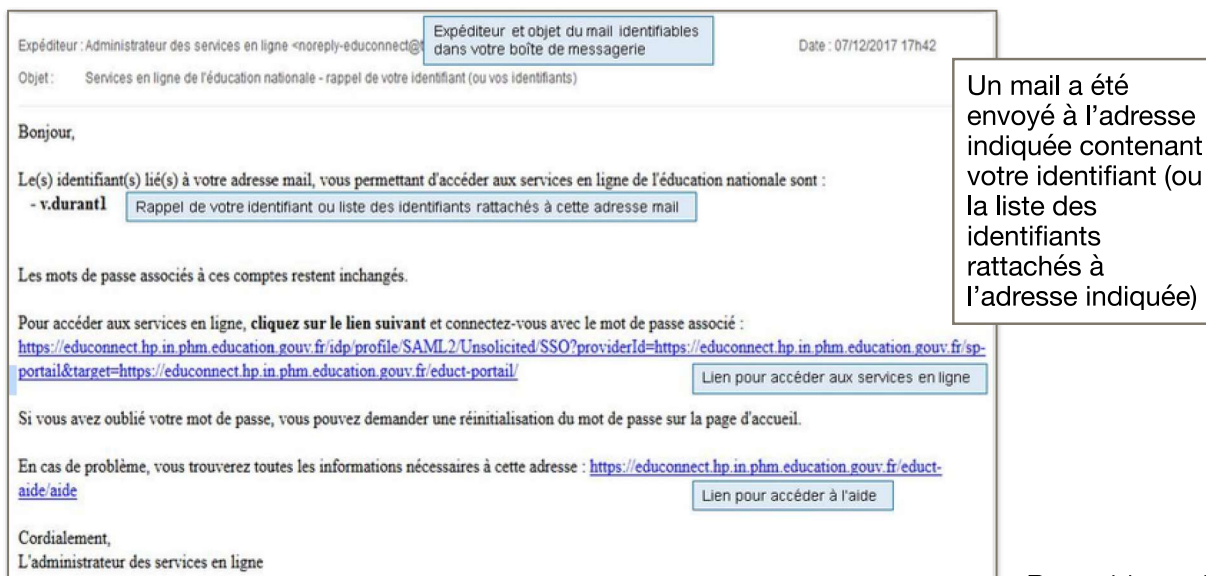 Expéditeur : Administrateur des services en ligne <noreply-educonnect@
Expéditeur et objet du mail identifiables
dans votre boîte de messagerie
Date : 07/12/2017 17h42
Objet : Services en ligne de l'éducation nationale - rappel de votre identifiant (ou vos identifiants)
Un mail a été
envoyé à l'adresse
indiquée contenant
votre identifiant (ou
la liste des
identifiants
rattachés à
l'adresse indiquée)
Bonjour,
Le(s) identifiant(s) lié(s) à votre adresse mail, vous permettant d'accéder aux services en ligne de l'éducation nationale sont :
- v.durant1
Rappel de votre identifiant ou liste des identifiants rattachés à cette adresse mail
Les mots de passe associés à ces comptes restent inchangés.
Pour accéder aux services en ligne, cliquez sur le lien suivant et connectez-vous avec le mot de passe associé :
https://educonnect.hp.in.phm.education.gouv.fr/idp/profile/SAML2/Unsolicited/SSO?providerId=https://educonnect.hp.in.phm.education.gouv.fr/sp-
portail&target=https://educonnect.hp.in.phm.education.gouv.fr/educt-portail/
Lien pour accéder aux services en ligne
Si vous avez oublié votre mot de passe, vous pouvez demander une réinitialisation du mot de passe sur la page d'accueil.
En cas de problème, vous trouverez toutes les informations nécessaires à cette adresse : https://educonnect.hp.in.phm.education.gouv.fr/educt-
aide/aide
Lien pour accéder à l'aide
Cordialement,
L'administrateur des services en ligne